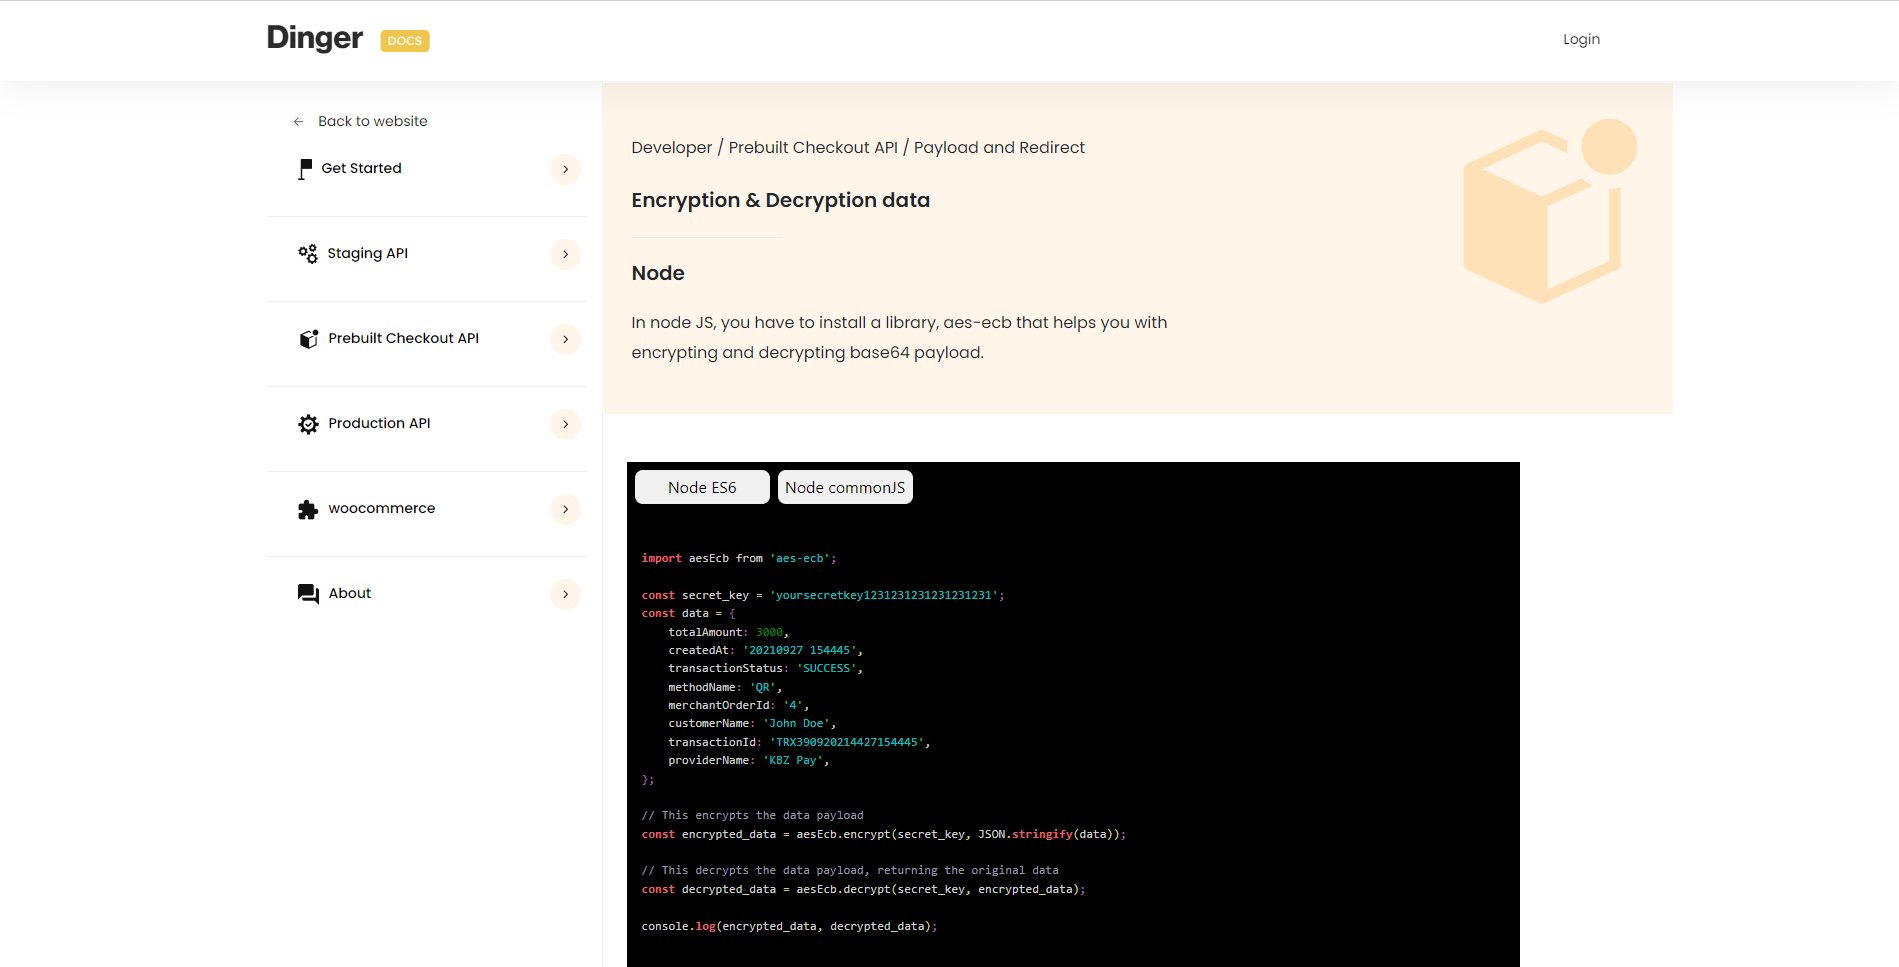 Dinger DOCS
Login
Back to website
Get Started
Staging API
Prebuilt Checkout API
Production API
woocommerce
About
Developer / Prebuilt Checkout API / Payload and Redirect
Encryption & Decryption data
Node
In node JS, you have to install a library, aes-ecb that helps you with
encrypting and decrypting base64 payload.
Node ES6
Node commonJS
import aesEcb from 'aes-ecb';
const secret_key = 'yoursecretkey1231231231231231231';
const data = {
    totalAmount: 3000,
    createdAt: '20210927 154445',
    transactionStatus: 'SUCCESS',
    methodName: 'QR',
    merchantOrderId: '4',
    customerName: 'John Doe',
    transactionId: 'TRX390920214427154445',
    providerName: 'KBZ Pay',
};
// This encrypts the data payload
const encrypted_data = aesEcb.encrypt(secret_key, JSON.stringify(data));
// This decrypts the data payload, returning the original data
const decrypted_data = aesEcb.decrypt(secret_key, encrypted_data);
console.log(encrypted_data, decrypted_data);